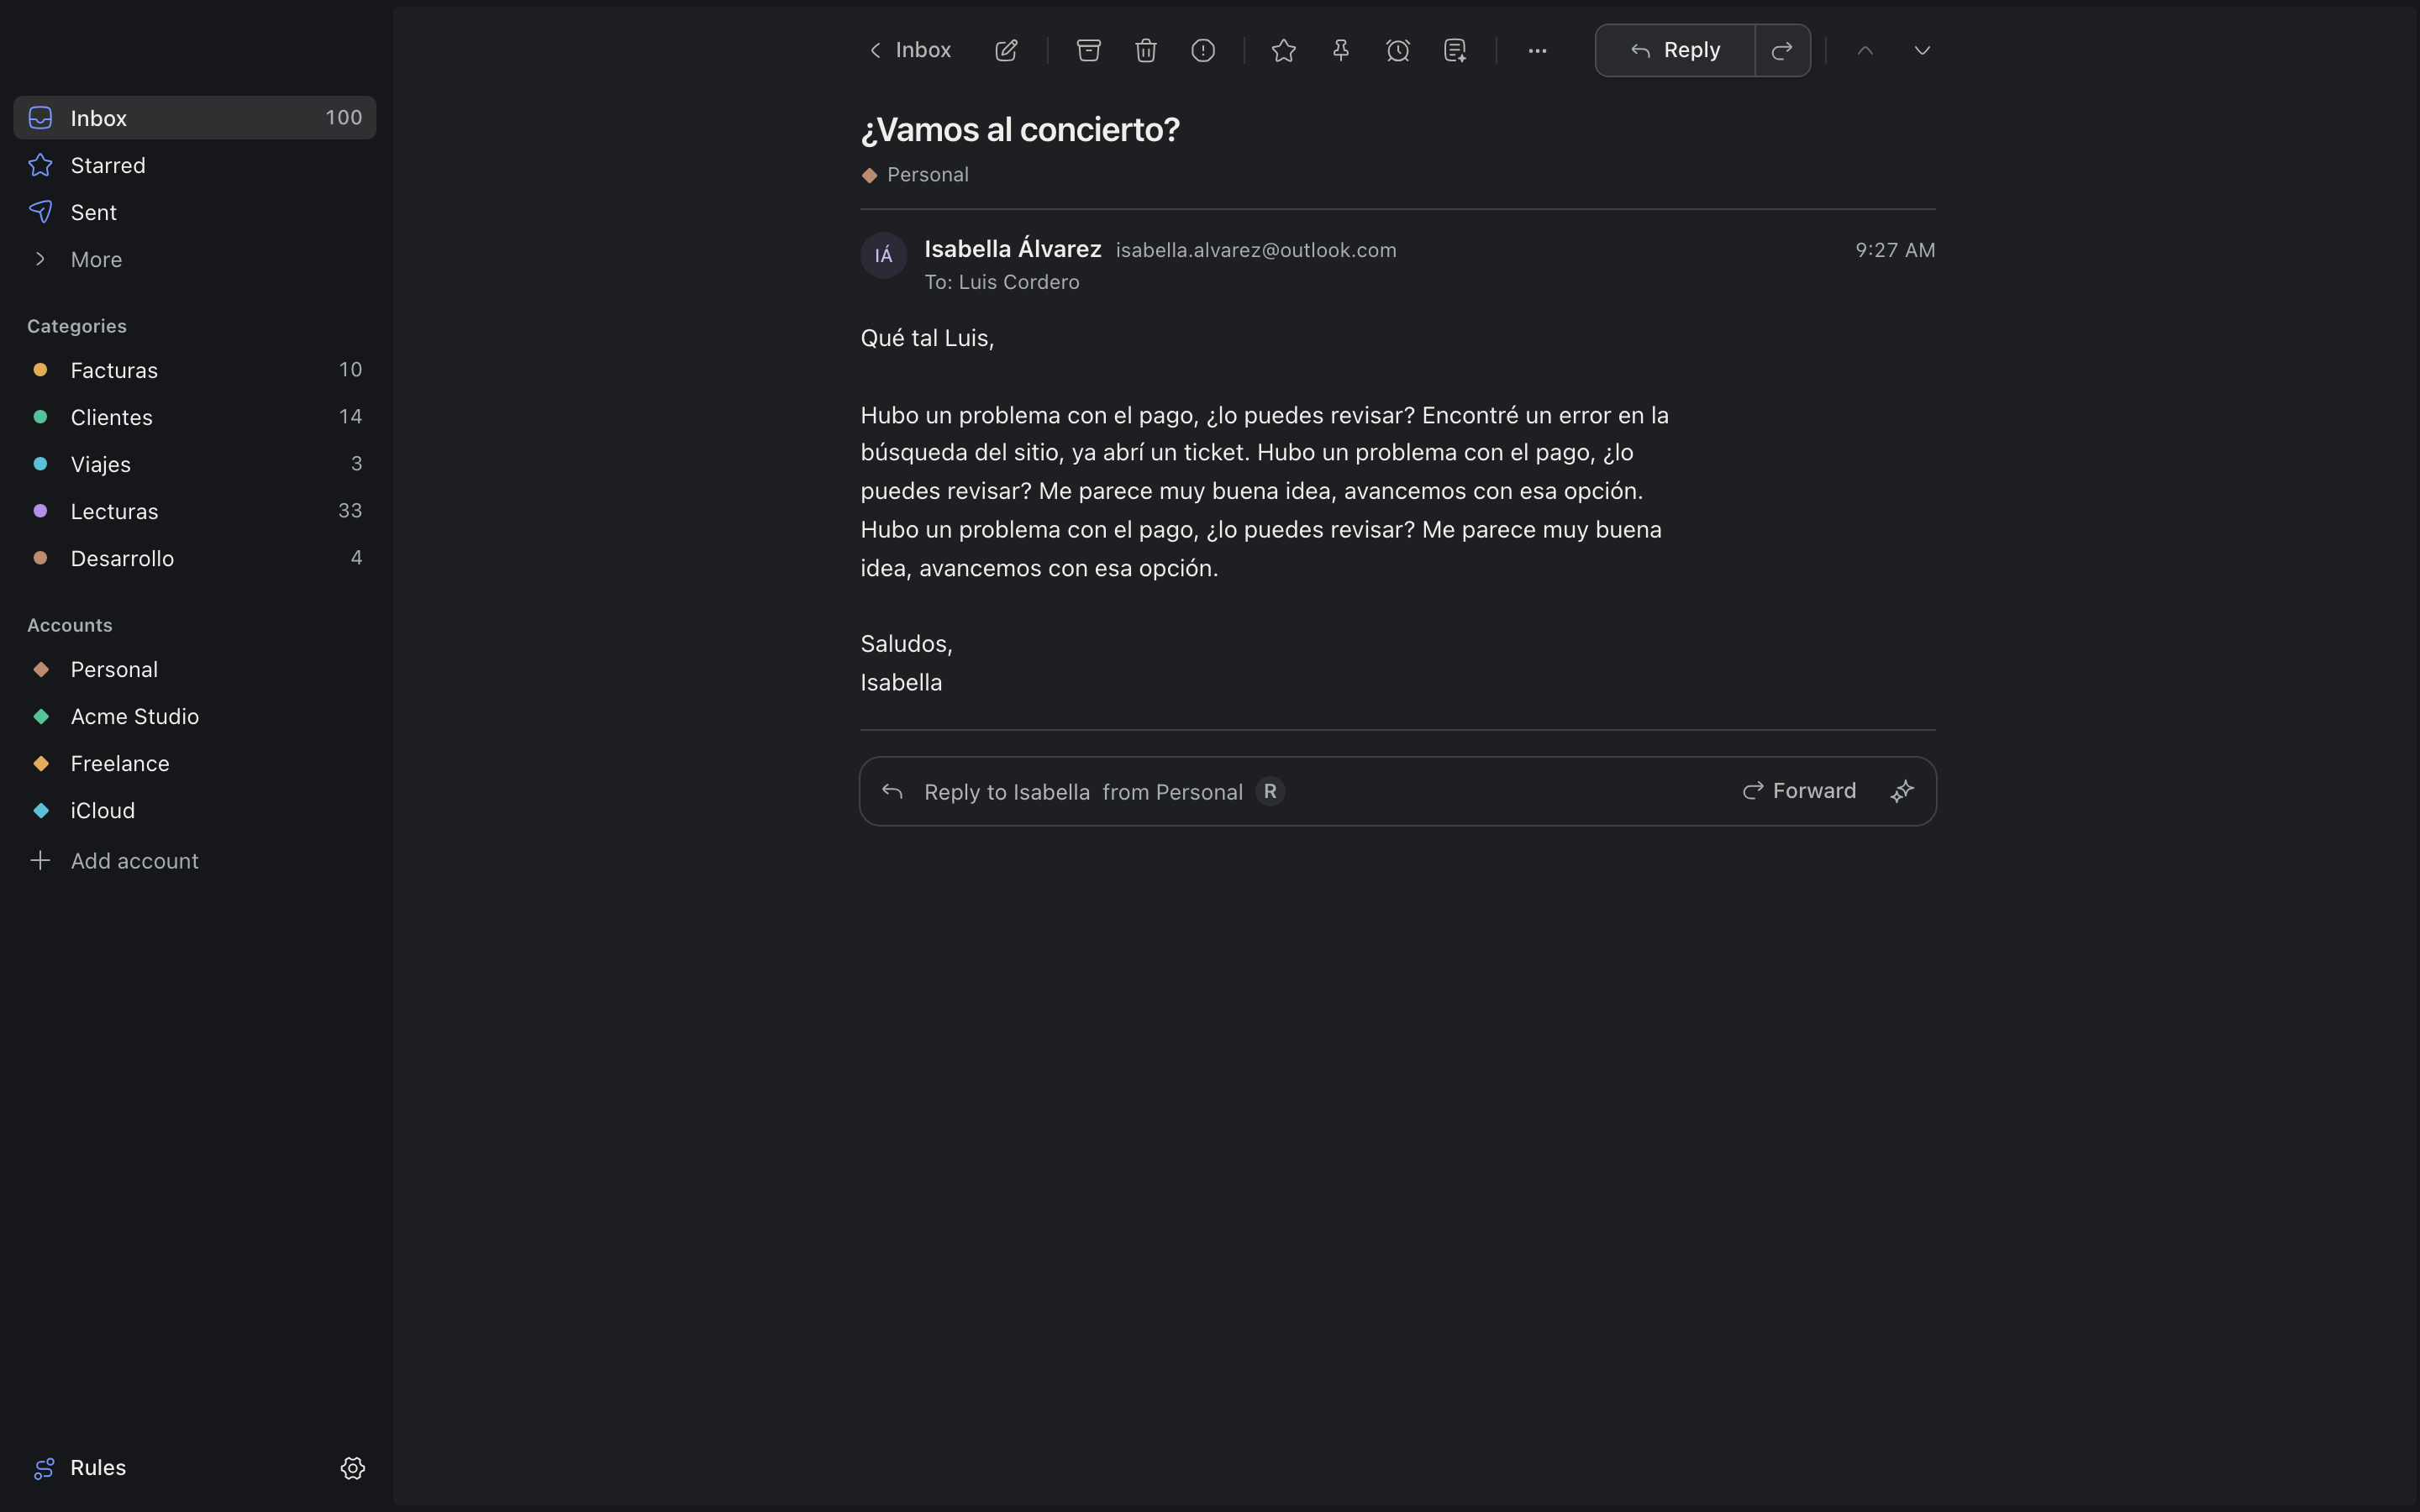 Inbox 100
Starred
Sent
More
Categories
Facturas 10
Clientes 14
Viajes 3
Lecturas 33
Desarrollo 4
Accounts
Personal
Acme Studio
Freelance
iCloud
Add account
Rules
Inbox
Reply
¿Vamos al concierto?
Personal
IÁ
Isabella Álvarez isabella.alvarez@outlook.com 9:27 AM
To: Luis Cordero
Qué tal Luis,
Hubo un problema con el pago, ¿lo puedes revisar? Encontré un error en la
búsqueda del sitio, ya abrí un ticket. Hubo un problema con el pago, ¿lo
puedes revisar? Me parece muy buena idea, avancemos con esa opción.
Hubo un problema con el pago, ¿lo puedes revisar? Me parece muy buena
idea, avancemos con esa opción.
Saludos,
Isabella
Reply to Isabella from Personal R Forward